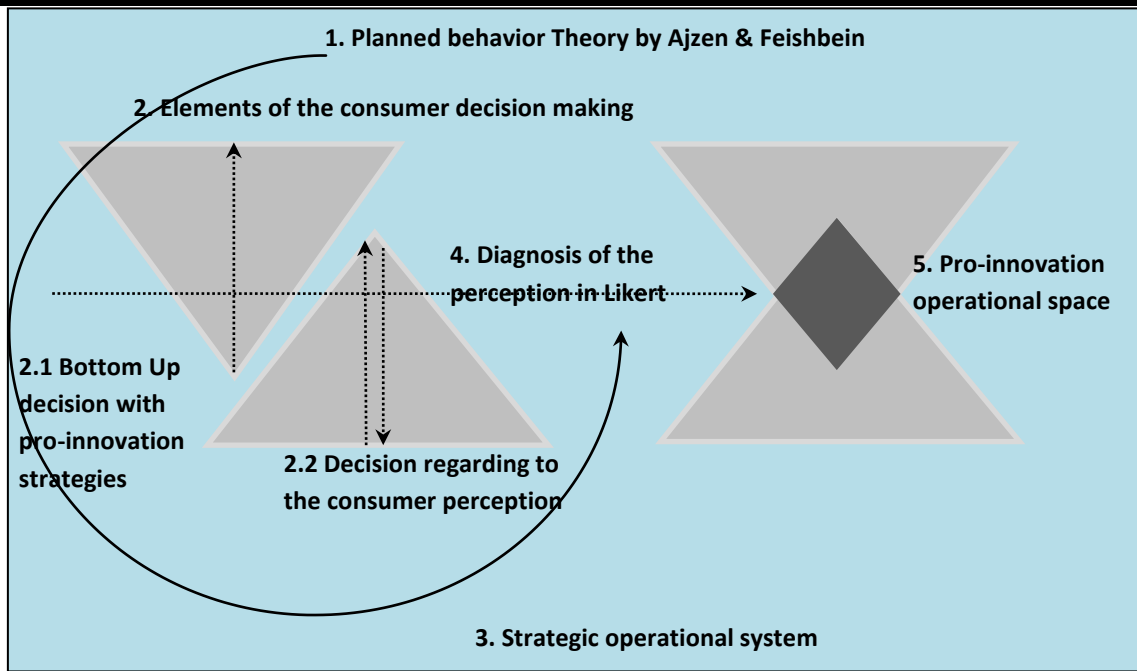 1. Planned behavior Theory by Ajzen & Feishbein
2. Elements of the consumer decision making
4. Diagnosis of the
perception in Likert
5. Pro-innovation
operational space
2.1 Bottom Up
decision with
pro-innovation
strategies
2.2 Decision regarding to
the consumer perception
3. Strategic operational system